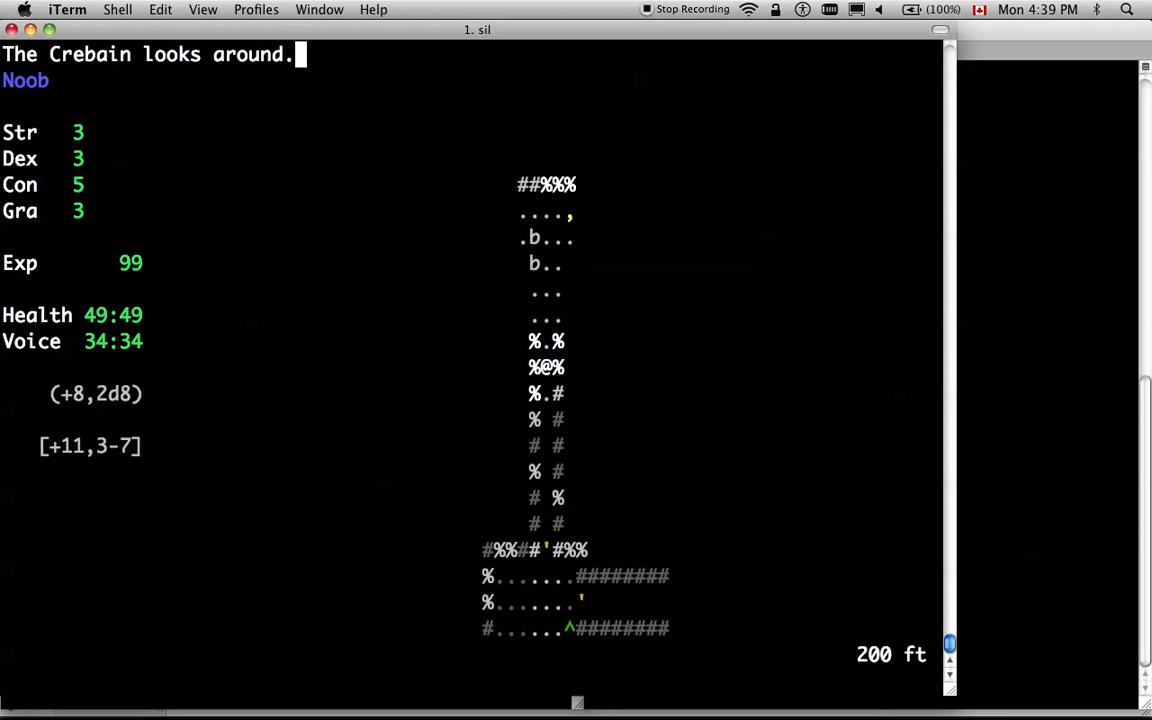 iTerm Shell Edit View Profiles Window Help Stop Recording (100%) Mon 4:39 PM
1. sil
The Crebain looks around.
Noob
Str 3
Dex 3
Con 5
Gra 3
Exp 99
Health 49:49
Voice 34:34
(+8,2d8)
[+11,3-7]
##%%%
....,
.b...
b..
...
...
%.%
%@%
%.#
% #
# #
% #
# %
# #
#%%##'#%%
%.......########
%.......'
#......^########
200 ft